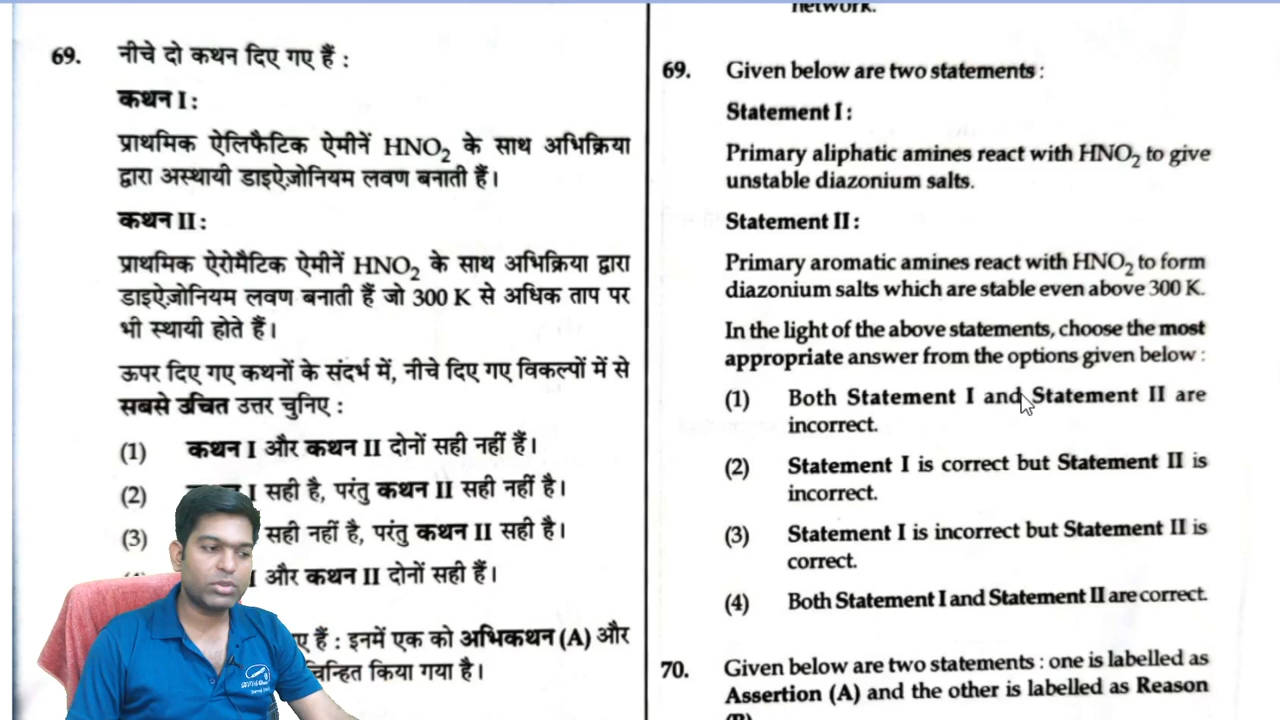 69. नीचे दो कथन दिए गए हैं :
कथन I :
प्राथमिक ऐलिफैटिक ऐमीनें HNO₂ के साथ अभिक्रिया
द्वारा अस्थायी डाइऐज़ोनियम लवण बनाती हैं।
कथन II :
प्राथमिक ऐरोमैटिक ऐमीनें HNO₂ के साथ अभिक्रिया द्वारा
डाइऐज़ोनियम लवण बनाती हैं जो 300 K से अधिक ताप पर
भी स्थायी होते हैं।
ऊपर दिए गए कथनों के संदर्भ में, नीचे दिए गए विकल्पों में से
सबसे उचित उत्तर चुनिए :
(1) कथन I और कथन II दोनों सही नहीं हैं।
(2) I सही है, परंतु कथन II सही नहीं है।
(3) सही नहीं है, परंतु कथन II सही है।
I और कथन II दोनों सही हैं।
हैं : इनमें एक को अभिकथन (A) और
किया गया है।
network.
69. Given below are two statements :
Statement I :
Primary aliphatic amines react with HNO₂ to give
unstable diazonium salts.
Statement II :
Primary aromatic amines react with HNO₂ to form
diazonium salts which are stable even above 300 K.
In the light of the above statements, choose the most
appropriate answer from the options given below :
(1) Both Statement I and Statement II are
incorrect.
(2) Statement I is correct but Statement II is
incorrect.
(3) Statement I is incorrect but Statement II is
correct.
(4) Both Statement I and Statement II are correct.
70. Given below are two statements : one is labelled as
Assertion (A) and the other is labelled as Reason